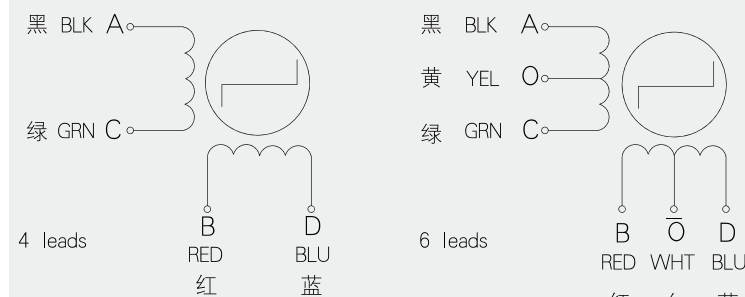 黑 BLK A
绿 GRN C
B D
RED BLU
红 蓝
4 leads
黑 BLK A
黄 YEL O
绿 GRN C
B O̅ D
RED WHT BLU
6 leads